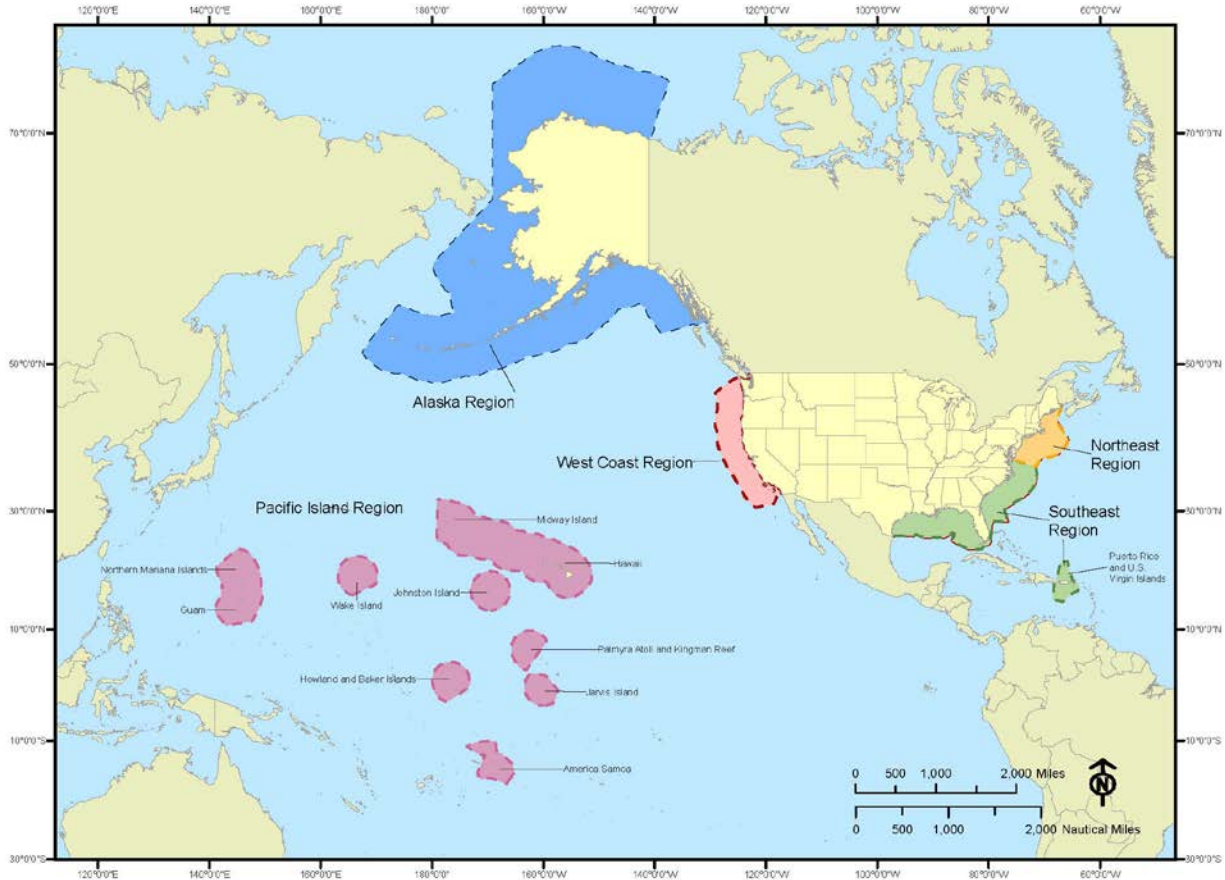 120°0'0"E 140°0'0"E 160°0'0"E 180°0'0" 160°0'0"W 140°0'0"W 120°0'0"W 100°0'0"W 80°0'0"W 60°0'0"W
70°0'0"N 70°0'0"N
50°0'0"N 50°0'0"N
Alaska Region
Northeast
Region
West Coast Region
Southeast
Region
Pacific Island Region
30°0'0"N 30°0'0"N
Midway Island
Puerto Rico
and U.S.
Virgin Islands
Hawaii
Northern Mariana Islands
Johnston Island
Wake Island
Guam
10°0'0"N 10°0'0"N
Palmyra Atoll and Kingman Reef
Howland and Baker Islands
Jarvis Island
10°0'0"S 10°0'0"S
America Samoa
0 500 1,000 2,000 Miles
N
0 500 1,000 2,000 Nautical Miles
30°0'0"S 30°0'0"S
120°0'0"E 140°0'0"E 160°0'0"E 180°0'0" 160°0'0"W 140°0'0"W 120°0'0"W 100°0'0"W 80°0'0"W 60°0'0"W